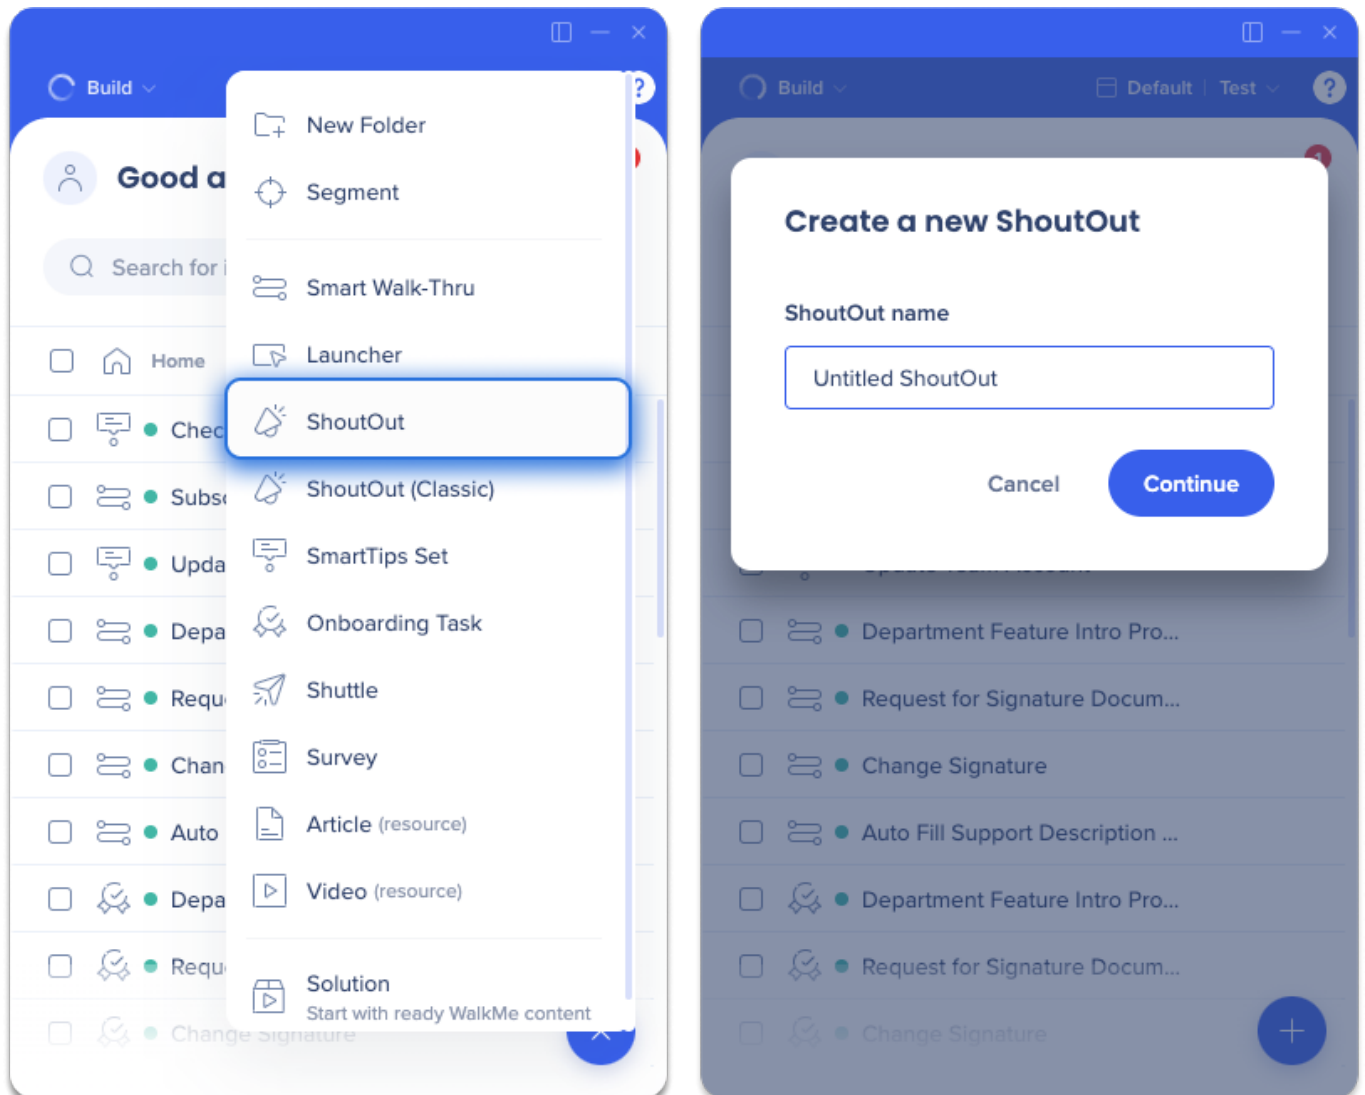 Build
?
New Folder
Good a
Segment
Search for i
Smart Walk-Thru
Launcher
Home
ShoutOut
Chec
ShoutOut (Classic)
Subs
SmartTips Set
Upda
Onboarding Task
Depa
Shuttle
Requ
Survey
Chan
Article (resource)
Auto
Video (resource)
Depa
Requ
Solution
Start with ready WalkMe content
Change Signature
Build
Default
Test
?
Create a new ShoutOut
ShoutOut name
Untitled ShoutOut
Cancel
Continue
Department Feature Intro Pro...
Request for Signature Docum...
Change Signature
Auto Fill Support Description ...
Department Feature Intro Pro...
Request for Signature Docum...
Change Signature